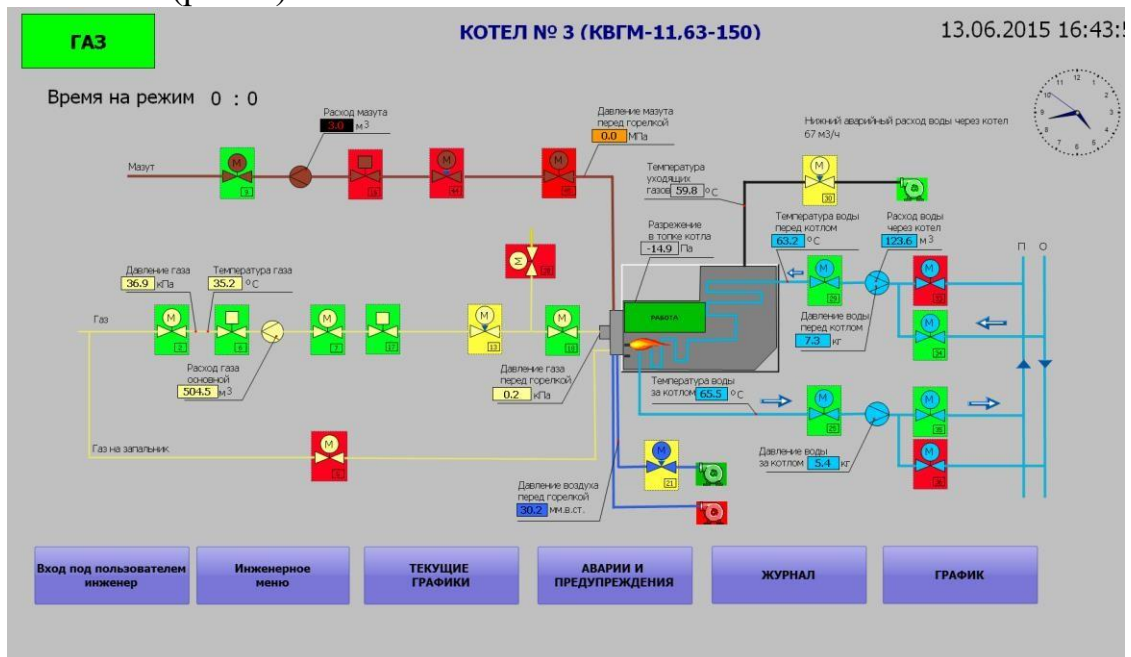 ГАЗ
КОТЕЛ № 3 (КВГМ-11,63-150)
13.06.2015 16:43:5
Время на режим 0 : 0
Расход мазута
3.0 м3
Давление мазута
перед горелкой
0.0 МПа
Нижний аварийный расход воды через котел
67 м3/ч
Мазут
M
9
M
M
Температура
уходящих
газов 59.8 °С
M
30
Разрежение
в топке котла
-14.9 Па
Температура воды
перед котлом
63.2 °С
Расход воды
через котел
123.6 м3
П О
Давление газа
36.9 кПа
Температура газа
35.2 °С
M
Газ
M
M
M
13
M
РАБОТА
M
M
M
Давление воды
перед котлом
7.3 кг
Расход газа
основной
504.5 м3
Давление газа
перед горелкой
0.2 кПа
Температура воды
за котлом 65.5 °С
M
M
Газ на запальник
M
Давление воды
за котлом 5.4 кг
M
Давление воздуха
перед горелкой
30.2 мм.в.ст.
M
21
Вход под пользователем
инженер
Инженерное
меню
ТЕКУЩИЕ
ГРАФИКИ
АВАРИИ И
ПРЕДУПРЕЖДЕНИЯ
ЖУРНАЛ
ГРАФИК